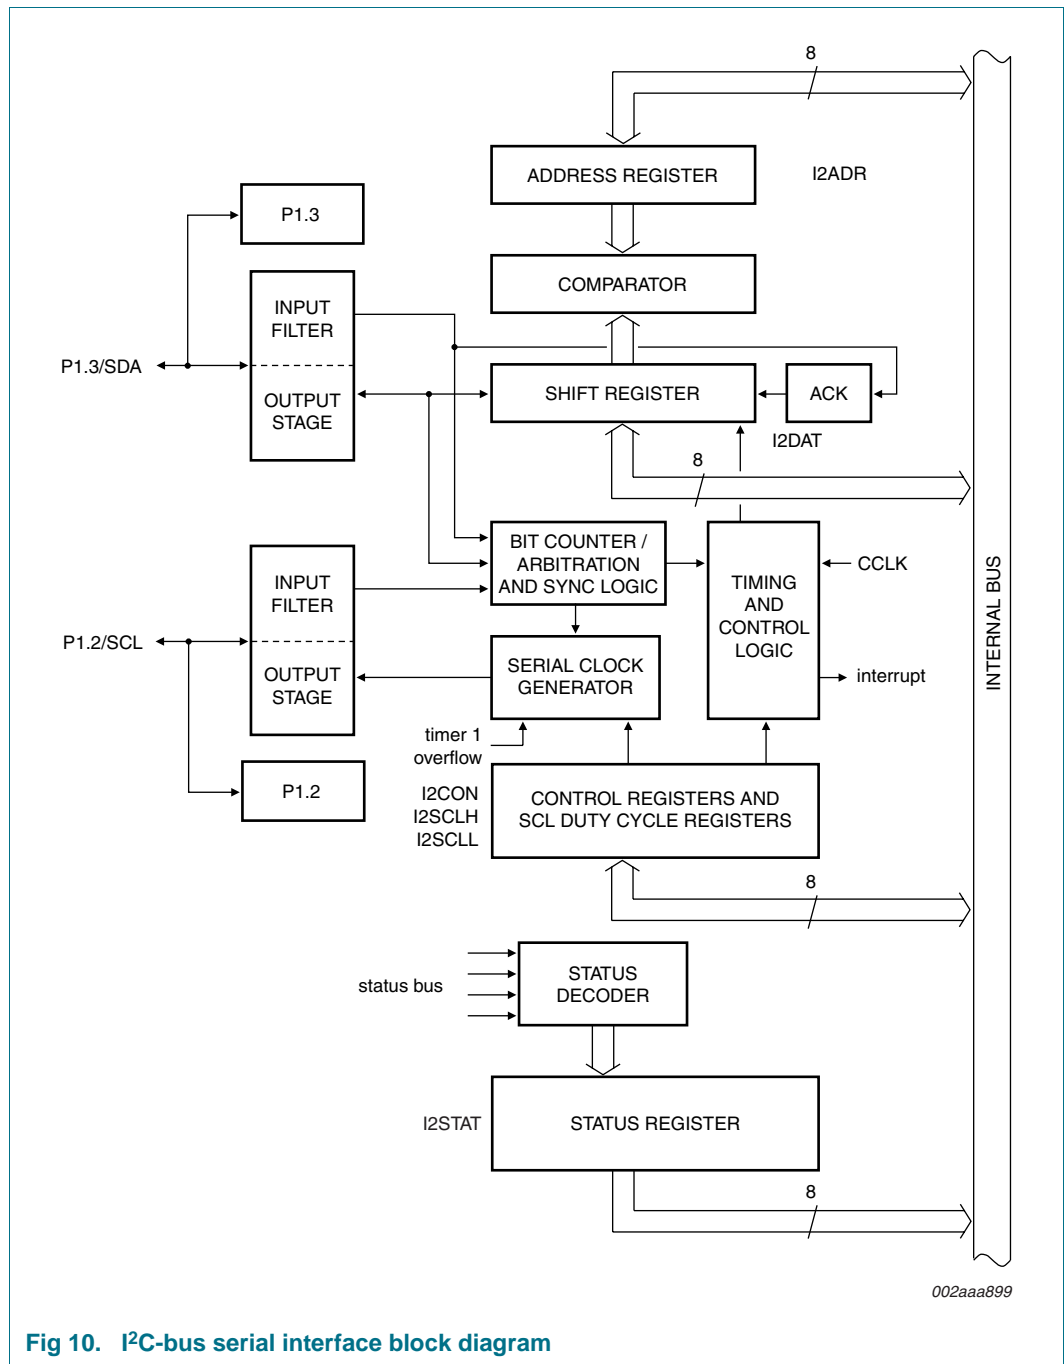 8
ADDRESS REGISTER
I2ADR
P1.3
COMPARATOR
INPUT
FILTER
P1.3/SDA
OUTPUT
STAGE
SHIFT REGISTER
ACK
I2DAT
8
BIT COUNTER /
ARBITRATION
AND SYNC LOGIC
INPUT
FILTER
TIMING
AND
CONTROL
LOGIC
CCLK
INTERNAL BUS
P1.2/SCL
OUTPUT
STAGE
SERIAL CLOCK
GENERATOR
interrupt
timer 1
overflow
P1.2
I2CON
I2SCLH
I2SCLL
CONTROL REGISTERS AND
SCL DUTY CYCLE REGISTERS
8
status bus
STATUS
DECODER
I2STAT
STATUS REGISTER
8
002aaa899
Fig 10. I²C-bus serial interface block diagram